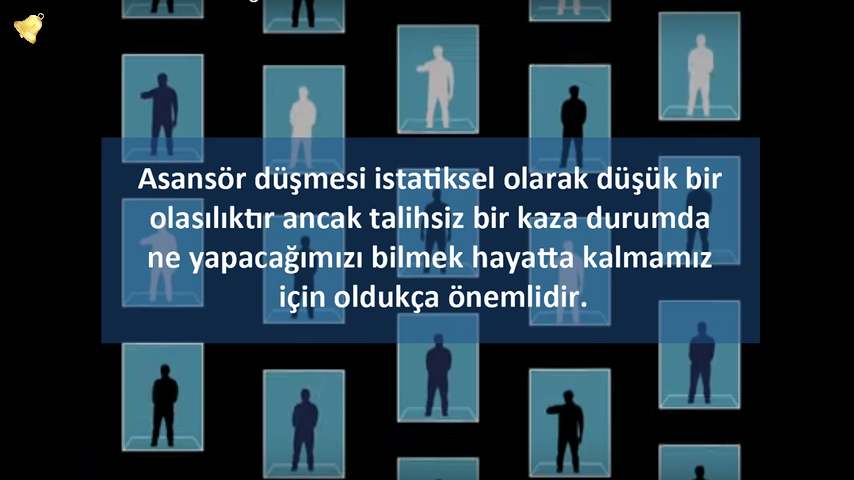 Asansör düşmesi istatiksel olarak düşük bir
olasılıktır ancak talihsiz bir kaza durumda
ne yapacağımızı bilmek hayatta kalmamız
için oldukça önemlidir.